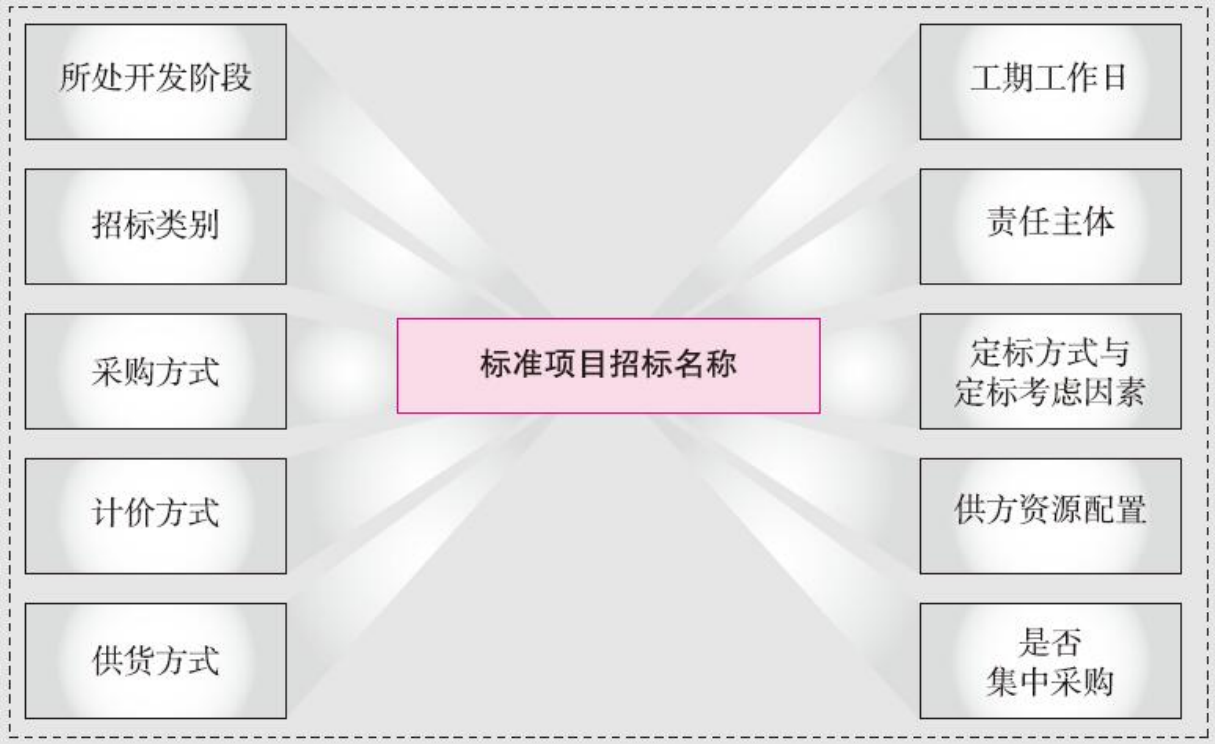 所处开发阶段
招标类别
采购方式
计价方式
供货方式
标准项目招标名称
工期工作日
责任主体
定标方式与
定标考虑因素
供方资源配置
是否
集中采购